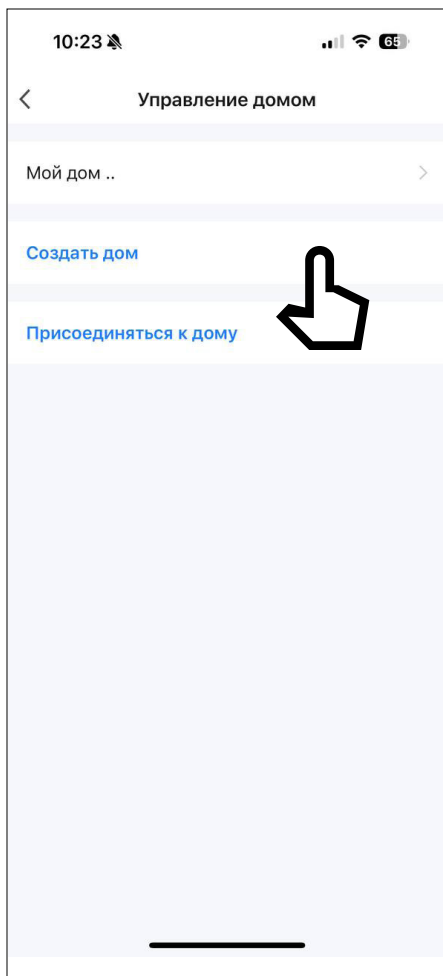 10:23
65
Управление домом
Мой дом ..
Создать дом
Присоединяться к дому